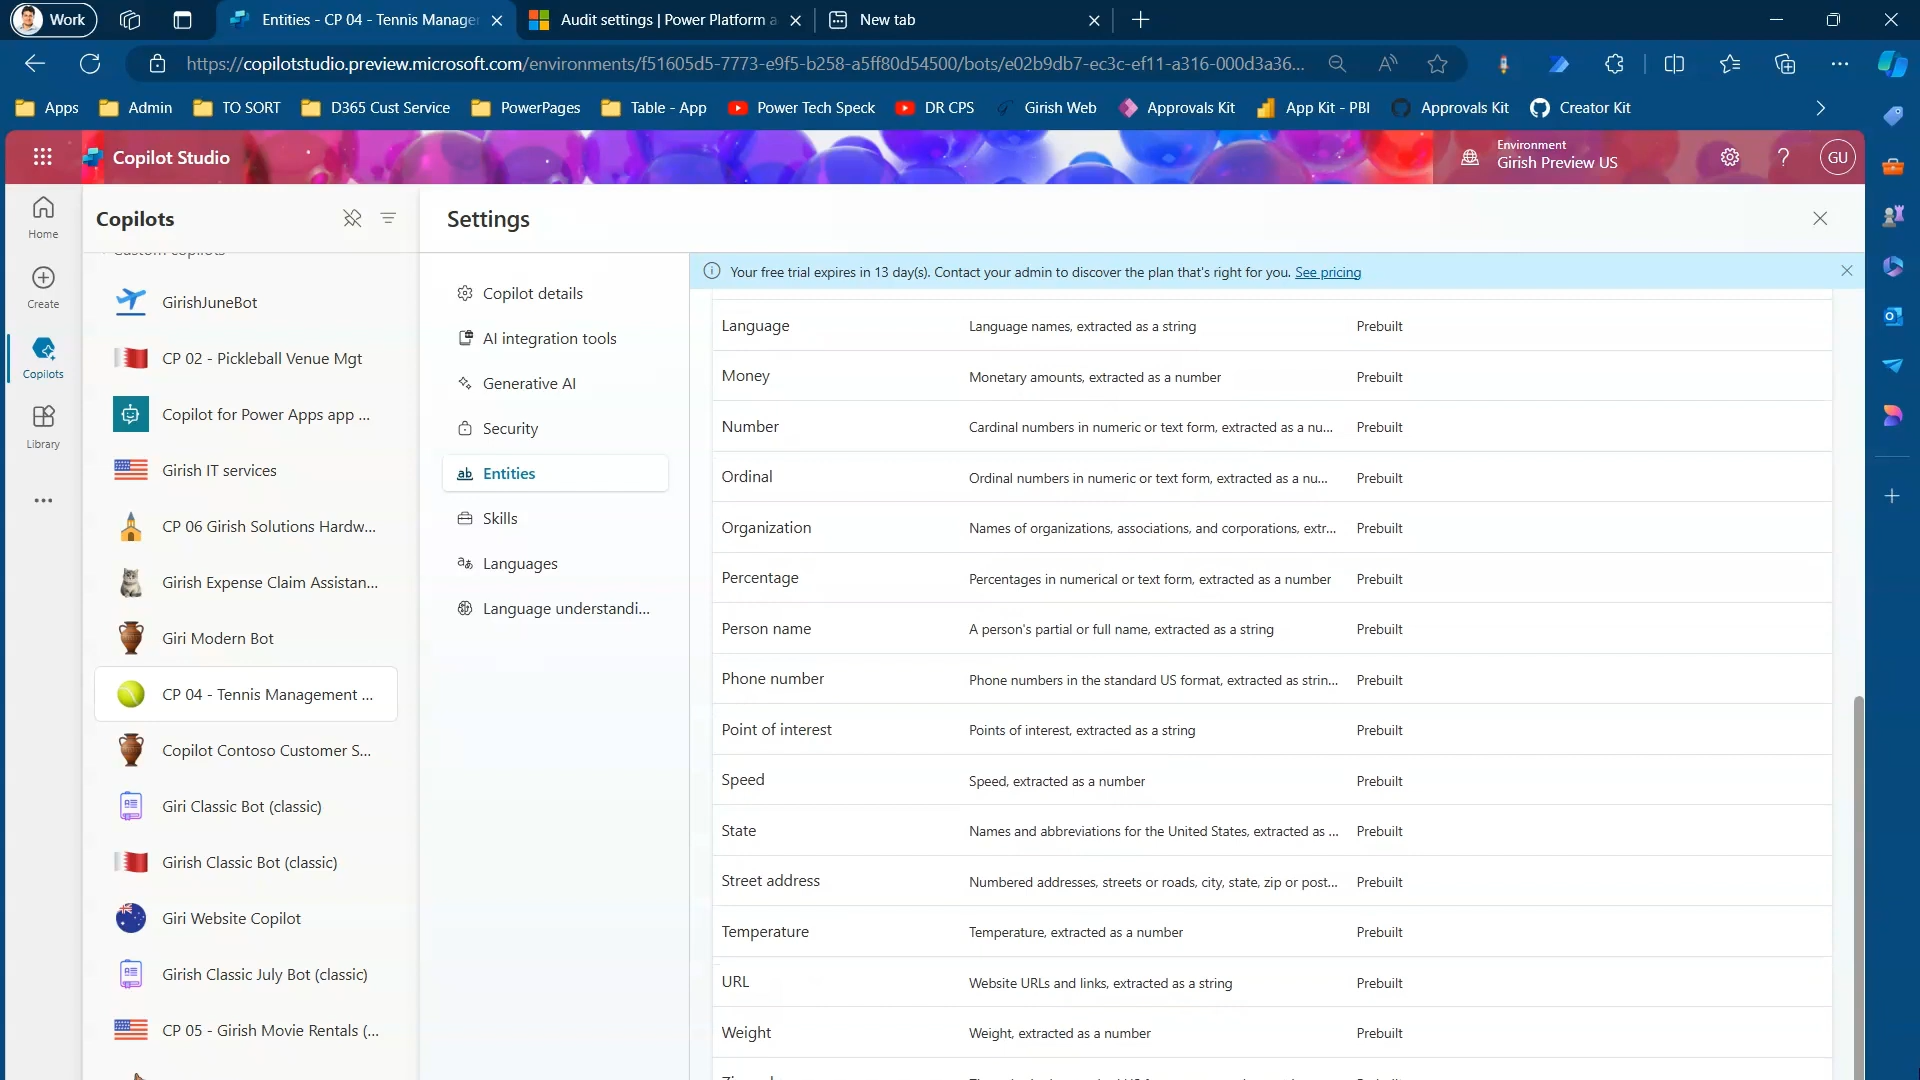 Work
Entities - CP 04 - Tennis Manage
Audit settings | Power Platform a
New tab
https://copilotstudio.preview.microsoft.com/environments/f51605d5-7773-e9f5-b258-a5ff80d54500/bots/e02b9db7-ec3c-ef11-a316-000d3a36...
Apps
Admin
TO SORT
D365 Cust Service
PowerPages
Table - App
Power Tech Speck
DR CPS
Girish Web
Approvals Kit
App Kit - PBI
Approvals Kit
Creator Kit
Copilot Studio
Environment
Girish Preview US
GU
Home
Create
Copilots
Library
Copilots
Custom copilots
GirishJuneBot
CP 02 - Pickleball Venue Mgt
Copilot for Power Apps app ...
Girish IT services
CP 06 Girish Solutions Hardw...
Girish Expense Claim Assistan...
Giri Modern Bot
CP 04 - Tennis Management ...
Copilot Contoso Customer S...
Giri Classic Bot (classic)
Girish Classic Bot (classic)
Giri Website Copilot
Girish Classic July Bot (classic)
CP 05 - Girish Movie Rentals (...
Settings
Copilot details
AI integration tools
Generative AI
Security
Entities
Skills
Languages
Language understandi...
Your free trial expires in 13 day(s). Contact your admin to discover the plan that's right for you. See pricing
Language Language names, extracted as a string Prebuilt
Money Monetary amounts, extracted as a number Prebuilt
Number Cardinal numbers in numeric or text form, extracted as a nu... Prebuilt
Ordinal Ordinal numbers in numeric or text form, extracted as a nu... Prebuilt
Organization Names of organizations, associations, and corporations, extr... Prebuilt
Percentage Percentages in numerical or text form, extracted as a number Prebuilt
Person name A person's partial or full name, extracted as a string Prebuilt
Phone number Phone numbers in the standard US format, extracted as strin... Prebuilt
Point of interest Points of interest, extracted as a string Prebuilt
Speed Speed, extracted as a number Prebuilt
State Names and abbreviations for the United States, extracted as ... Prebuilt
Street address Numbered addresses, streets or roads, city, state, zip or post... Prebuilt
Temperature Temperature, extracted as a number Prebuilt
URL Website URLs and links, extracted as a string Prebuilt
Weight Weight, extracted as a number Prebuilt